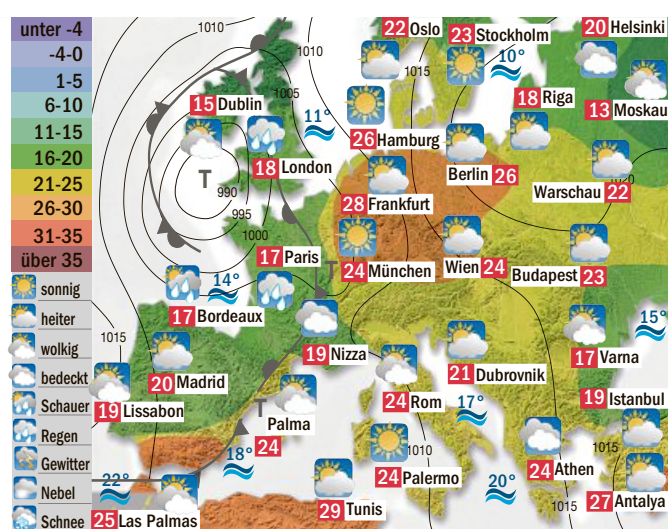 unter -4
-4-0
1-5
6-10
11-15
16-20
21-25
26-30
31-35
über 35
sonnig
heiter
wolkig
bedeckt
Schauer
Regen
Gewitter
Nebel
Schnee
1010
1010
22 Oslo
23 Stockholm
20 Helsinki
1015
10°
1005
15 Dublin
11°
18 Riga
13 Moskau
26 Hamburg
18 London
T
990
Berlin 26
1020
Warschau 22
28 Frankfurt
995
1000
17 Paris
T
24 München
Wien 24
Budapest 23
14°
17 Bordeaux
1015
19 Nizza
15°
17 Varna
20 Madrid
21 Dubrovnik
19 Lissabon
T
Palma
24
24 Rom
17°
19 Istanbul
1010
1015
18°
24 Palermo
24 Athen
22°
20°
27 Antalya
25 Las Palmas
29 Tunis
1015